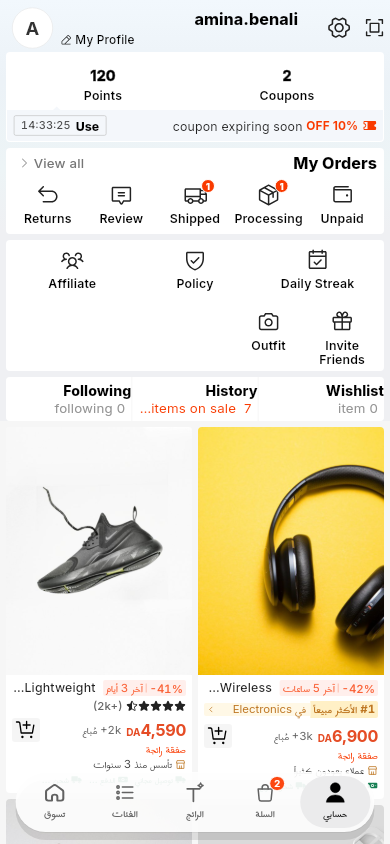 amina.benali
A
My Profile
120
Points
2
Coupons
14:33:25 Use
coupon expiring soon OFF 10%
View all
My Orders
1
1
Returns
Review
Shipped
Processing
Unpaid
Affiliate
Policy
Daily Streak
Outfit
Invite Friends
Following
following 0
History
...items on sale 7
Wishlist
item 0
...Lightweight
-41% | آخر 3 أيام
(2k+)
2k+ مُباع
DA4,590
صفقة رائجة
تأسس منذ 3 سنوات
...Wireless
-42% | آخر 5 ساعات
#1 الأكثر مبيعاً في Electronics
3k+ مُباع
DA6,900
صفقة رائجة
2
تسوق
الفئات
الرائج
السلة
حسابي